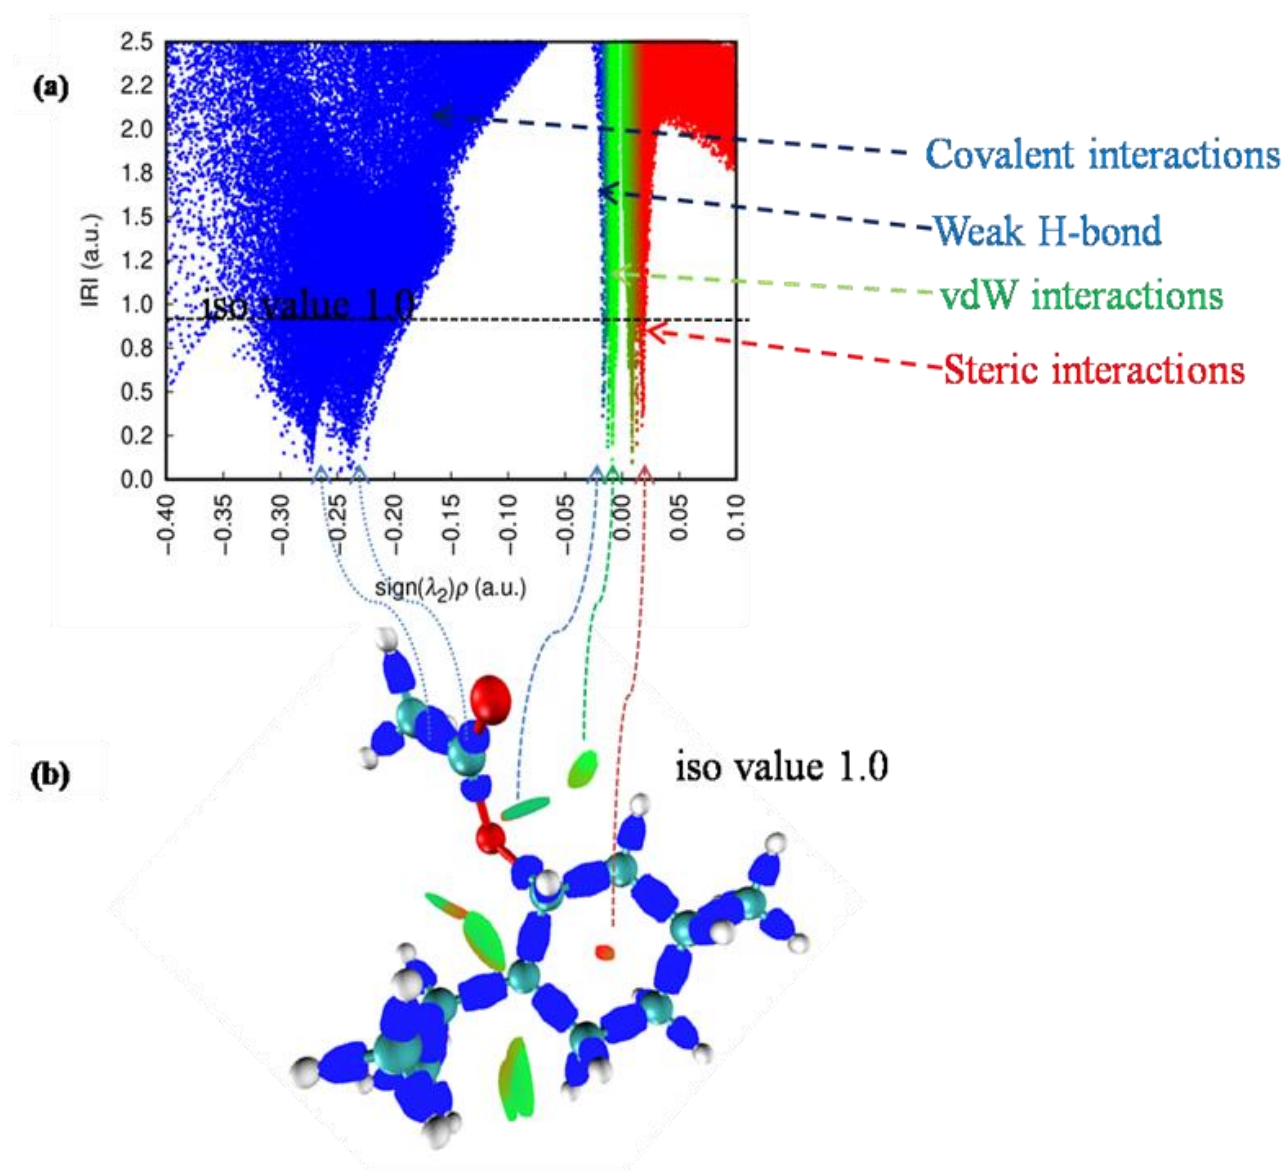 (a)
2.5
2.2
2.0
1.8
1.5
1.2
1.0
0.8
0.5
0.2
0.0
IRI (a.u.)
iso value 1.0
−0.40
−0.35
−0.30
−0.25
−0.20
−0.15
−0.10
−0.05
0.00
0.05
0.10
sign(λ₂)ρ (a.u.)
Covalent interactions
Weak H-bond
vdW interactions
Steric interactions
(b)
iso value 1.0